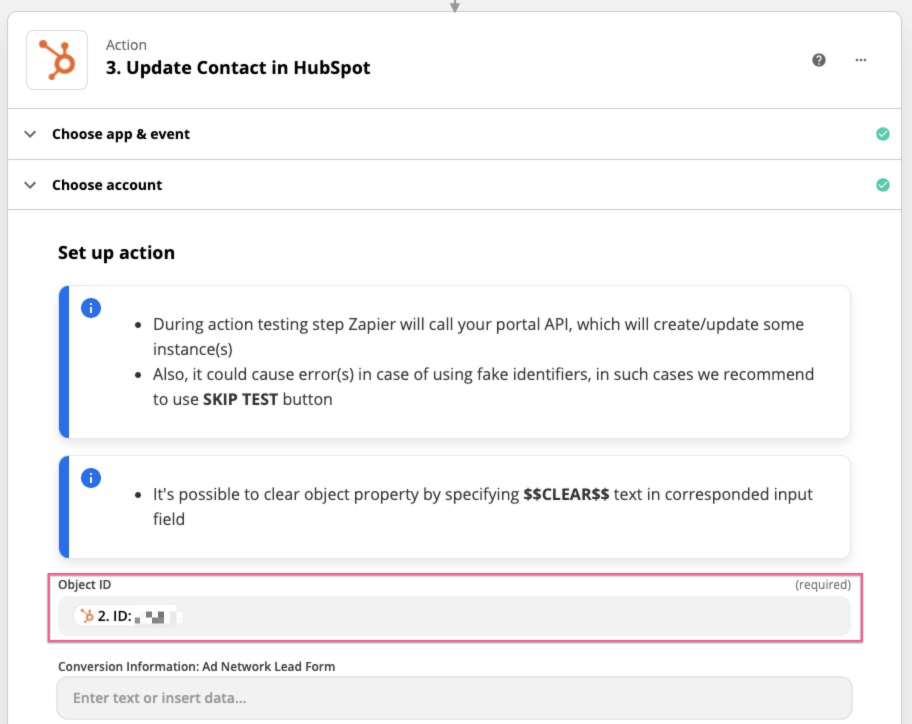 Action
3. Update Contact in HubSpot
Choose app & event
Choose account
Set up action
During action testing step Zapier will call your portal API, which will create/update some
instance(s)
Also, it could cause error(s) in case of using fake identifiers, in such cases we recommend
to use SKIP TEST button
It's possible to clear object property by specifying $$CLEAR$$ text in corresponded input
field
Object ID (required)
2. ID:
Conversion Information: Ad Network Lead Form
Enter text or insert data...